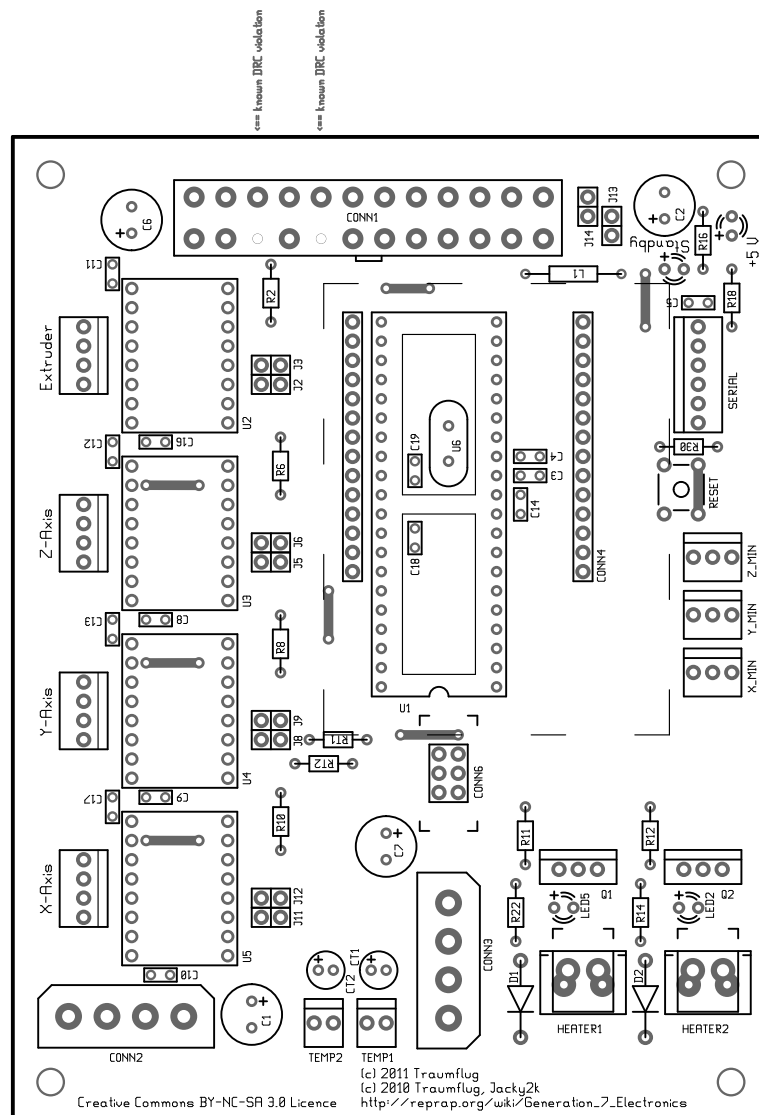 <== known DRC violation
<== known DRC violation
CONN1
J13
J14
C2
C6
Standby
R16
+5V
C11
R2
L1
C5
R18
Extruder
J3
J2
U2
SERIAL
C12
C16
R6
C19
U6
C4
C3
C14
R30
RESET
Z-Axis
J6
J5
U3
C18
CONN4
Z_MIN
C13
C8
R8
Y_MIN
X_MIN
Y-Axis
J9
J8
U4
U1
RT1
RT2
CONN6
C17
C9
R10
C7
R11
R12
X-Axis
J12
J11
U5
Q1
Q2
LED5
LED2
R22
R14
C10
CT1
CT2
CONN3
D1
D2
C1
CONN2
TEMP2
TEMP1
HEATER1
HEATER2
(c) 2011 Traumflug
(c) 2010 Traumflug, Jacky2k
Creative Commons BY-NC-SA 3.0 Licence
http://reprap.org/wiki/Generation_7_Electronics